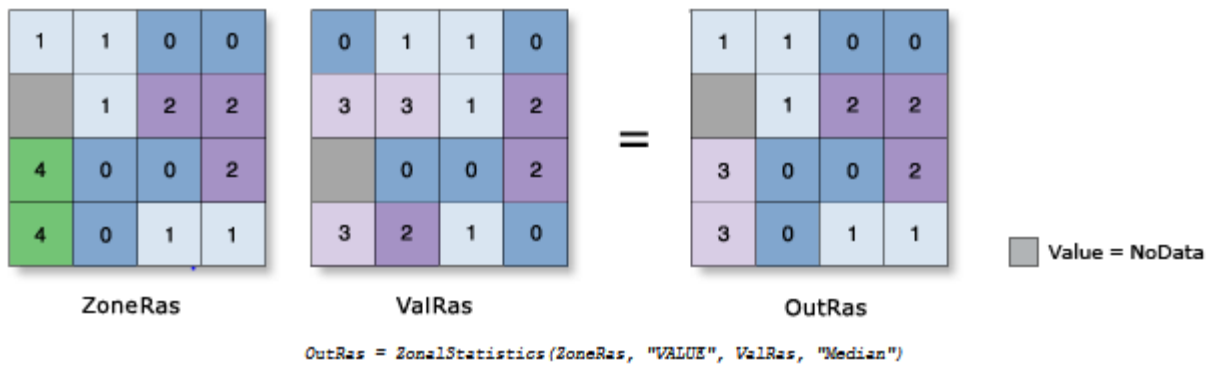 1 1 0 0 0 1 1 0 1 1 0 0
1 2 2 3 3 1 2 = 1 2 2
4 0 0 2 0 0 2 3 0 0 2
4 0 1 1 3 2 1 0 3 0 1 1
Value = NoData
ZoneRas ValRas OutRas
OutRas = ZonalStatistics(ZoneRas, "VALUE", ValRas, "Median")